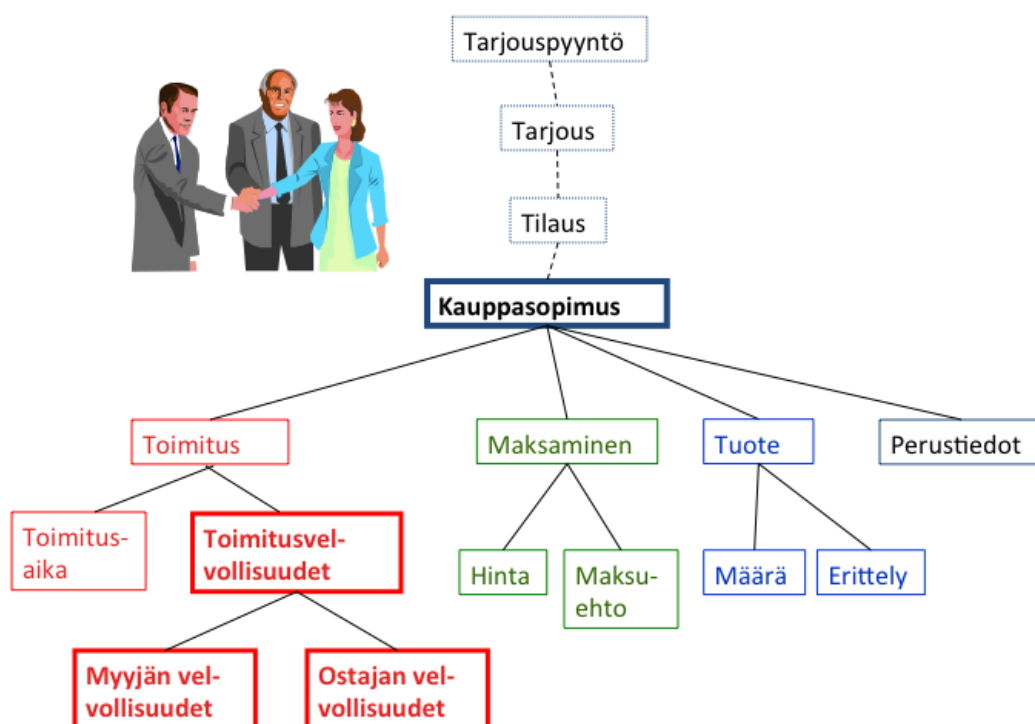 Tarjouspyyntö
Tarjous
Tilaus
Kauppasopimus
Toimitus
Maksaminen
Tuote
Perustiedot
Toimitus-
aika
Toimitusvel-
vollisuudet
Hinta
Maksu-
ehto
Määrä
Erittely
Myyjän vel-
vollisuudet
Ostajan vel-
vollisuudet